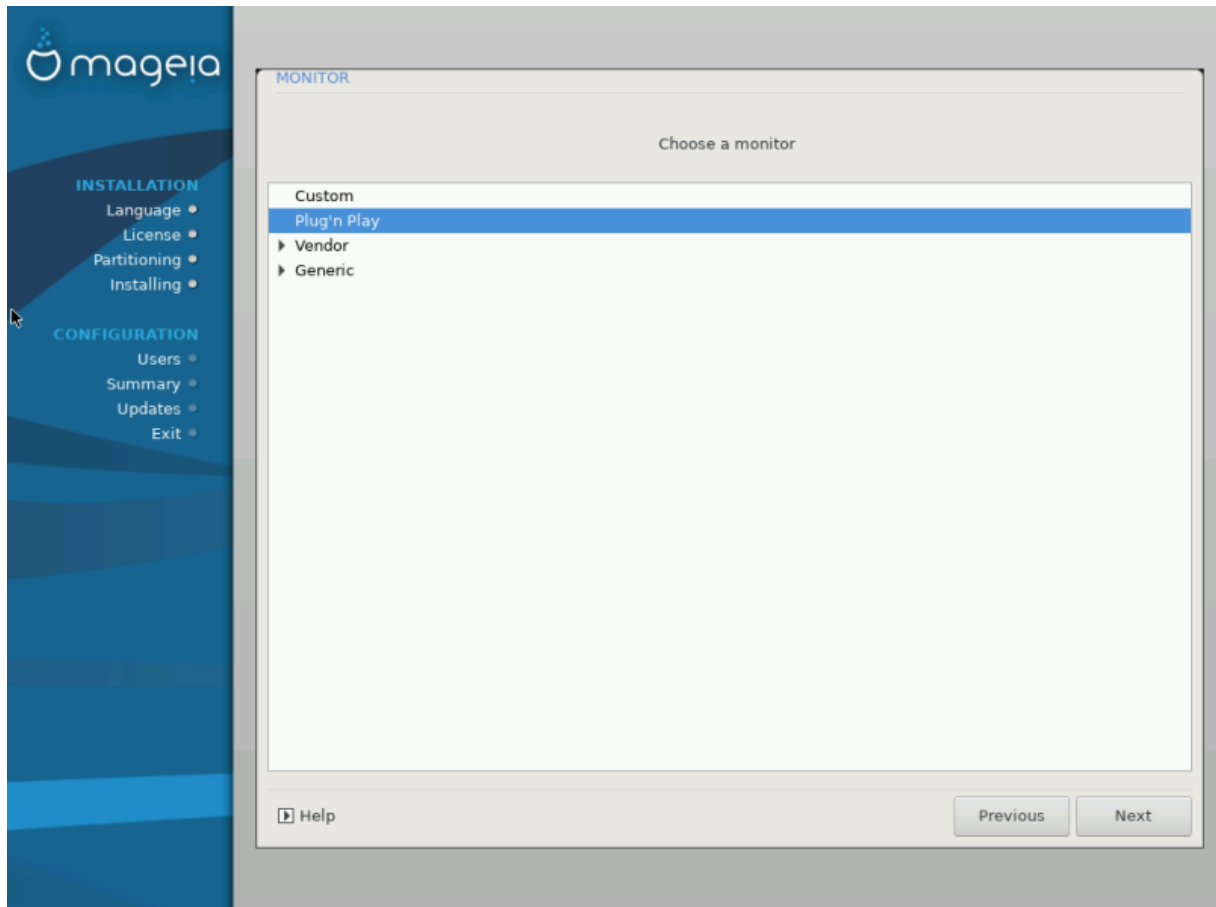 mageia
INSTALLATION
Language
License
Partitioning
Installing
CONFIGURATION
Users
Summary
Updates
Exit
MONITOR
Choose a monitor
Custom
Plug'n Play
Vendor
Generic
Help
Previous
Next